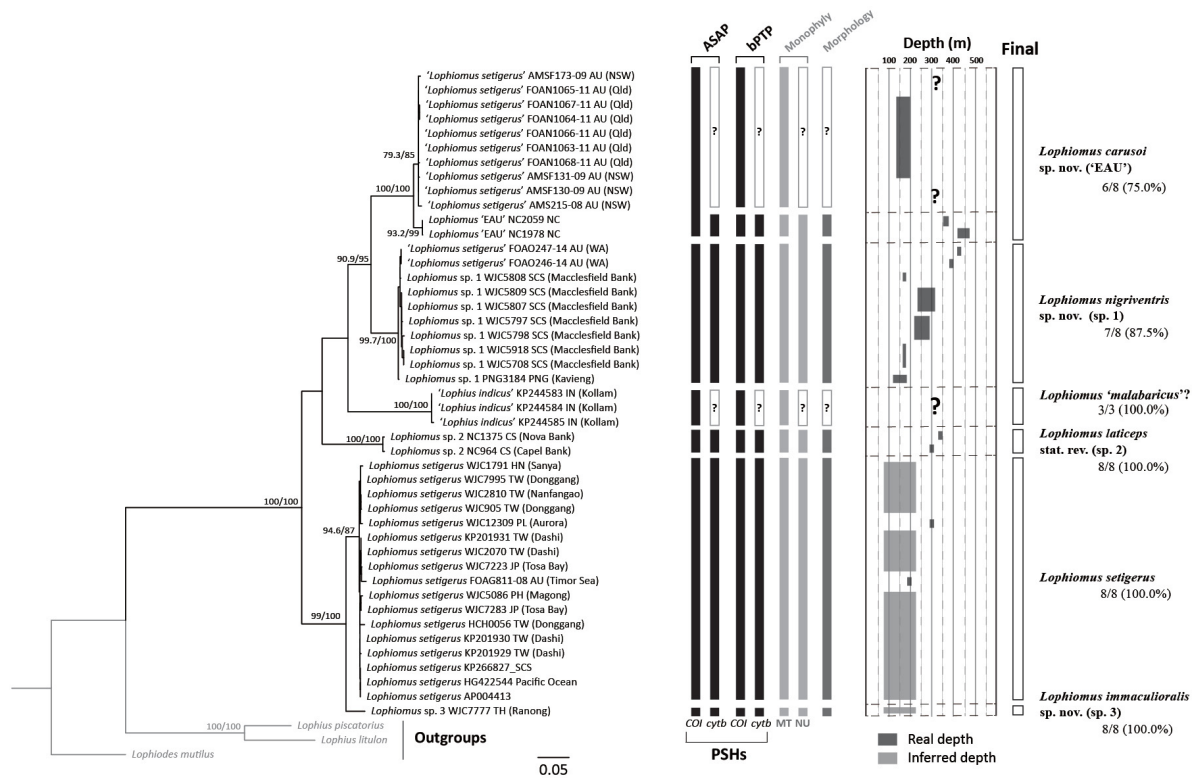 ASAP
bPTP
Monophyly
Morphology
Depth (m)
Final
100 200 300 400 500
'Lophiomus setigerus' AMSF173-09 AU (NSW)
'Lophiomus setigerus' FOAN1065-11 AU (Qld)
'Lophiomus setigerus' FOAN1067-11 AU (Qld)
'Lophiomus setigerus' FOAN1064-11 AU (Qld)
'Lophiomus setigerus' FOAN1066-11 AU (Qld)
'Lophiomus setigerus' FOAN1063-11 AU (Qld)
'Lophiomus setigerus' FOAN1068-11 AU (Qld)
'Lophiomus setigerus' AMSF131-09 AU (NSW)
'Lophiomus setigerus' AMSF130-09 AU (NSW)
'Lophiomus setigerus' AMS215-08 AU (NSW)
Lophiomus 'EAU' NC2059 NC
Lophiomus 'EAU' NC1978 NC
'Lophiomus setigerus' FOAO247-14 AU (WA)
'Lophiomus setigerus' FOAO246-14 AU (WA)
Lophiomus sp. 1 WJC5808 SCS (Macclesfield Bank)
Lophiomus sp. 1 WJC5809 SCS (Macclesfield Bank)
Lophiomus sp. 1 WJC5807 SCS (Macclesfield Bank)
Lophiomus sp. 1 WJC5797 SCS (Macclesfield Bank)
Lophiomus sp. 1 WJC5798 SCS (Macclesfield Bank)
Lophiomus sp. 1 WJC5918 SCS (Macclesfield Bank)
Lophiomus sp. 1 WJC5708 SCS (Macclesfield Bank)
Lophiomus sp. 1 PNG3184 PNG (Kavieng)
'Lophius indicus' KP244583 IN (Kollam)
'Lophius indicus' KP244584 IN (Kollam)
'Lophius indicus' KP244585 IN (Kollam)
Lophiomus sp. 2 NC1375 CS (Nova Bank)
Lophiomus sp. 2 NC964 CS (Capel Bank)
Lophiomus setigerus WJC1791 HN (Sanya)
Lophiomus setigerus WJC7995 TW (Donggang)
Lophiomus setigerus WJC2810 TW (Nanfangao)
Lophiomus setigerus WJC905 TW (Donggang)
Lophiomus setigerus WJC12309 PL (Aurora)
Lophiomus setigerus KP201931 TW (Dashi)
Lophiomus setigerus WJC2070 TW (Dashi)
Lophiomus setigerus WJC7223 JP (Tosa Bay)
Lophiomus setigerus FOAG811-08 AU (Timor Sea)
Lophiomus setigerus WJC5086 PH (Magong)
Lophiomus setigerus WJC7283 JP (Tosa Bay)
Lophiomus setigerus HCH0056 TW (Donggang)
Lophiomus setigerus KP201930 TW (Dashi)
Lophiomus setigerus KP201929 TW (Dashi)
Lophiomus setigerus KP266827_SCS
Lophiomus setigerus HG422544 Pacific Ocean
Lophiomus setigerus AP004413
Lophiomus sp. 3 WJC7777 TH (Ranong)
Lophius piscatorius
Lophius litulon
Lophiodes mutilus
Outgroups
0.05
79.3/85
100/100
93.2/99
90.9/95
99.7/100
100/100
100/100
100/100
94.6/87
99/100
100/100
? ? ? ?
? ? ? ?
?
?
?
COI cytb COI cytb MT NU
PSHs
Real depth
Inferred depth
Lophiomus carusoi
sp. nov. ('EAU')
6/8 (75.0%)
Lophiomus nigriventris
sp. nov. (sp. 1)
7/8 (87.5%)
Lophiomus 'malabaricus'?
3/3 (100.0%)
Lophiomus laticeps
stat. rev. (sp. 2)
8/8 (100.0%)
Lophiomus setigerus
8/8 (100.0%)
Lophiomus immaculioralis
sp. nov. (sp. 3)
8/8 (100.0%)